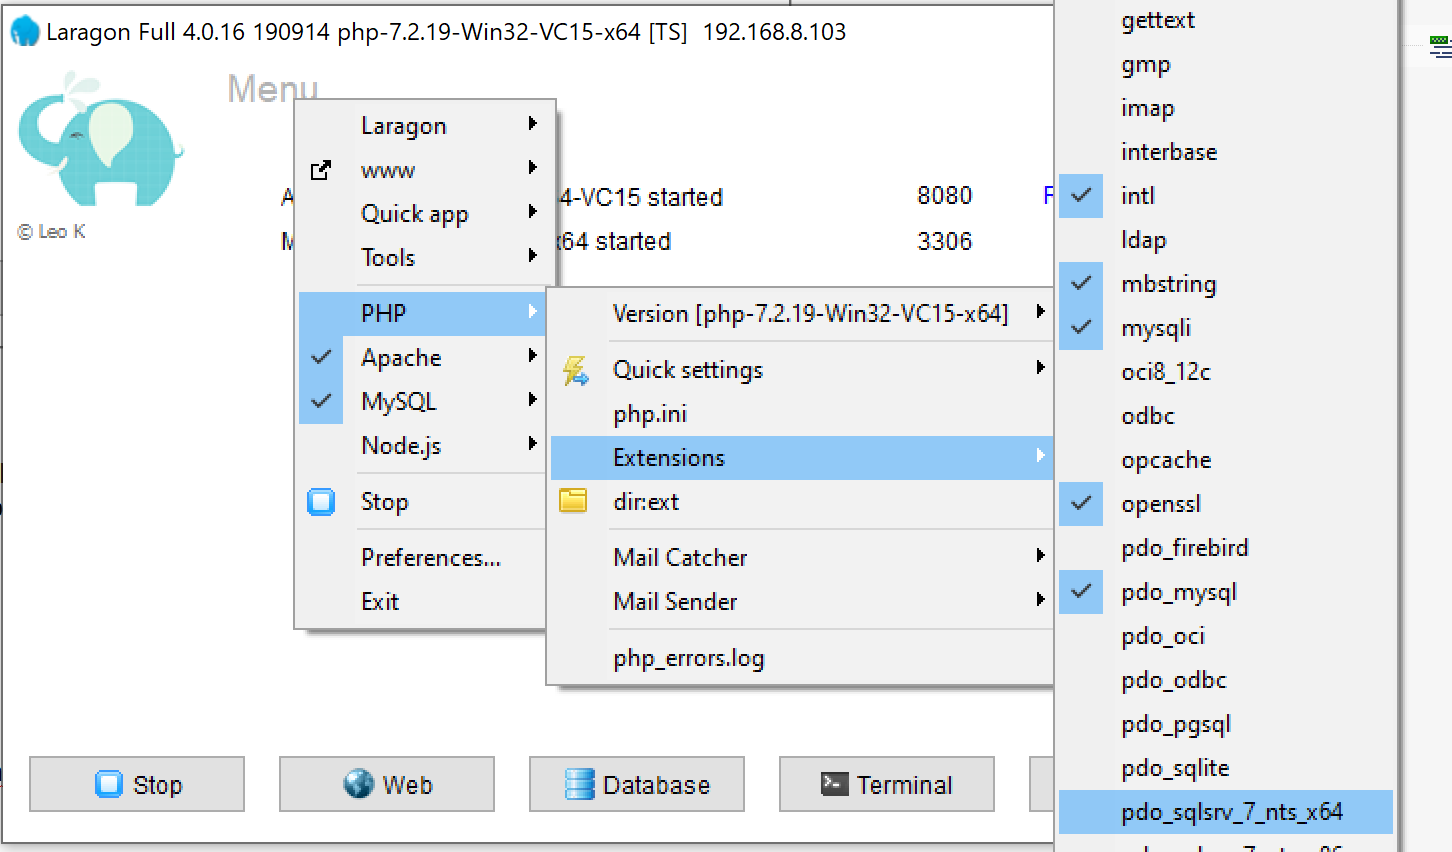 Laragon Full 4.0.16 190914 php-7.2.19-Win32-VC15-x64 [TS] 192.168.8.103
Menu
© Leo K
4-VC15 started 8080
x64 started 3306
Laragon
www
Quick app
Tools
PHP
Apache
MySQL
Node.js
Stop
Preferences...
Exit
Version [php-7.2.19-Win32-VC15-x64]
Quick settings
php.ini
Extensions
dir:ext
Mail Catcher
Mail Sender
php_errors.log
gettext
gmp
imap
interbase
intl
ldap
mbstring
mysqli
oci8_12c
odbc
opcache
openssl
pdo_firebird
pdo_mysql
pdo_oci
pdo_odbc
pdo_pgsql
pdo_sqlite
pdo_sqlsrv_7_nts_x64
Stop
Web
Database
Terminal